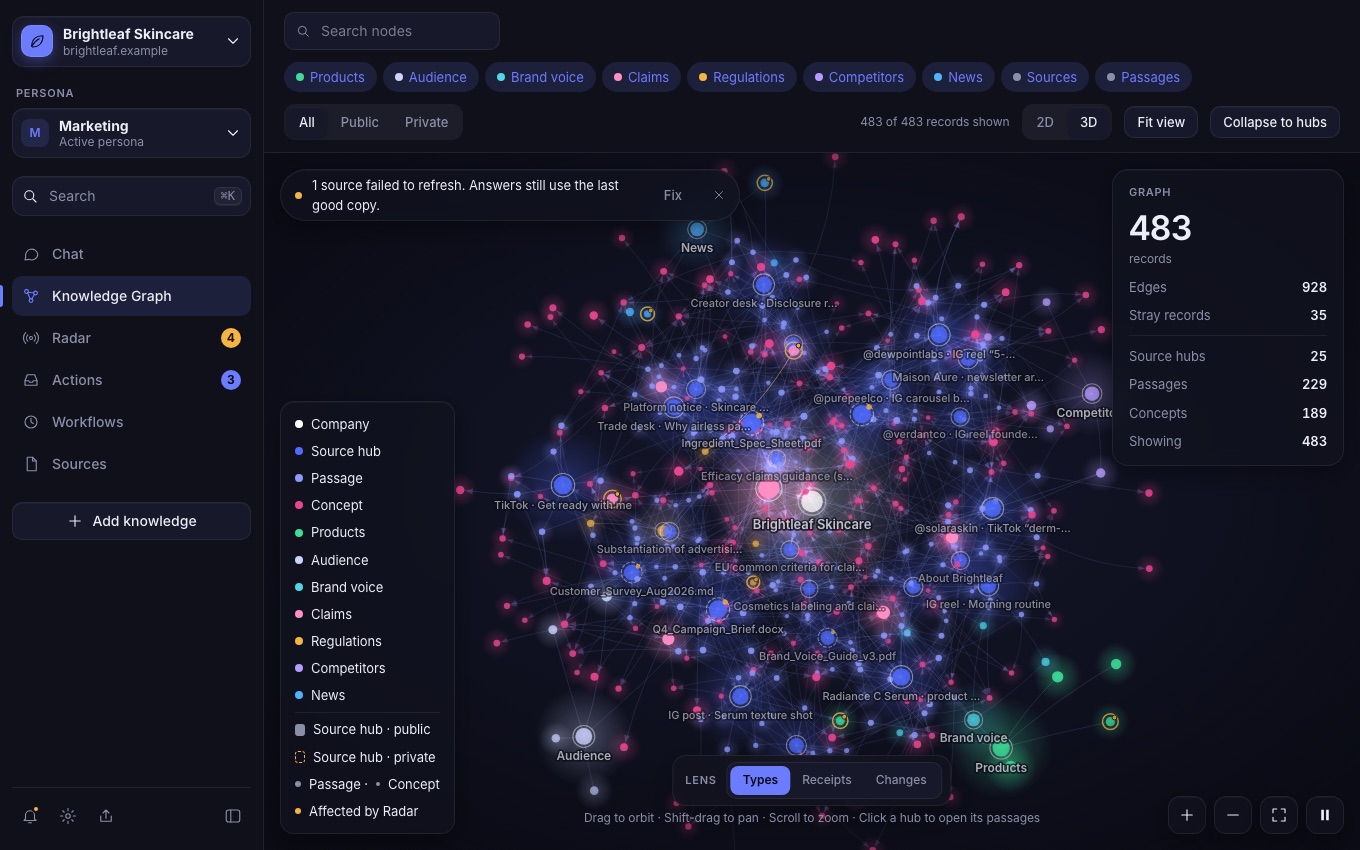 Brightleaf Skincare
brightleaf.example
PERSONA
M
Marketing
Active persona
Search
⌘K
Chat
Knowledge Graph
Radar
4
Actions
3
Workflows
Sources
Add knowledge
Search nodes
Products
Audience
Brand voice
Claims
Regulations
Competitors
News
Sources
Passages
All
Public
Private
483 of 483 records shown
2D
3D
Fit view
Collapse to hubs
1 source failed to refresh. Answers still use the last
good copy.
Fix
GRAPH
483
records
Edges 928
Stray records 35
Source hubs 25
Passages 229
Concepts 189
Showing 483
Company
Source hub
Passage
Concept
Products
Audience
Brand voice
Claims
Regulations
Competitors
News
Source hub · public
Source hub · private
Passage · • Concept
Affected by Radar
News
Creator desk · Disclosure r...
@dewpointlabs · IG reel “5-...
Maison Aure · newsletter ar...
@purepeelco · IG carousel b...
Platform notice · Skincare ...
Competito
Trade desk · Why airless pa...
@verdantco · IG reel founde...
Ingredient_Spec_Sheet.pdf
Efficacy claims guidance (s...
TikTok · Get ready with me
Brightleaf Skincare
@solaraskin · TikTok “derm-...
Substantiation of advertisi...
EU common criteria for clai...
About Brightleaf
Customer_Survey_Aug2026.md
Cosmetics labeling and clai...
IG reel · Morning routine
Q4_Campaign_Brief.docx
Brand_Voice_Guide_v3.pdf
Radiance C Serum · product ...
IG post · Serum texture shot
Brand voice
Audience
Products
LENS
Types
Receipts
Changes
Drag to orbit · Shift-drag to pan · Scroll to zoom · Click a hub to open its passages